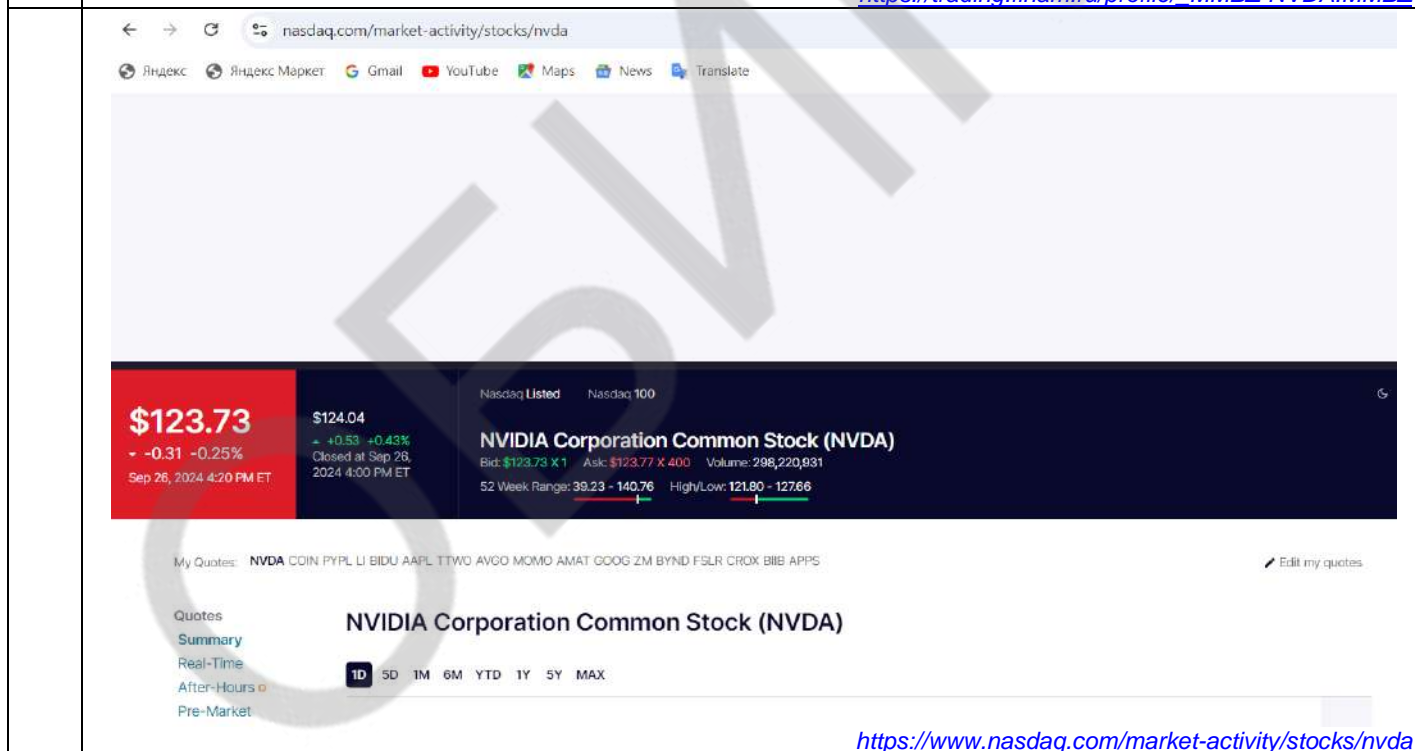 nasdaq.com/market-activity/stocks/nvda
Яндекс Яндекс Маркет Gmail YouTube Maps News Translate
Nasdaq Listed Nasdaq 100
$123.73
-0.31 -0.25%
Sep 26, 2024 4:20 PM ET
$124.04
+0.53 +0.43%
Closed at Sep 26,
2024 4:00 PM ET
NVIDIA Corporation Common Stock (NVDA)
Bid: $123.73 X 1 Ask: $123.77 X 400 Volume: 298,220,931
52 Week Range: 39.23 - 140.76 High/Low: 121.80 - 127.66
My Quotes: NVDA COIN PYPL LI BIDU AAPL TTWO AVGO MOMO AMAT GOOG ZM BYND FSLR CROX BIIB APPS
Edit my quotes
Quotes
Summary
Real-Time
After-Hours
Pre-Market
NVIDIA Corporation Common Stock (NVDA)
1D 5D 1M 6M YTD 1Y 5Y MAX
https://www.nasdaq.com/market-activity/stocks/nvda